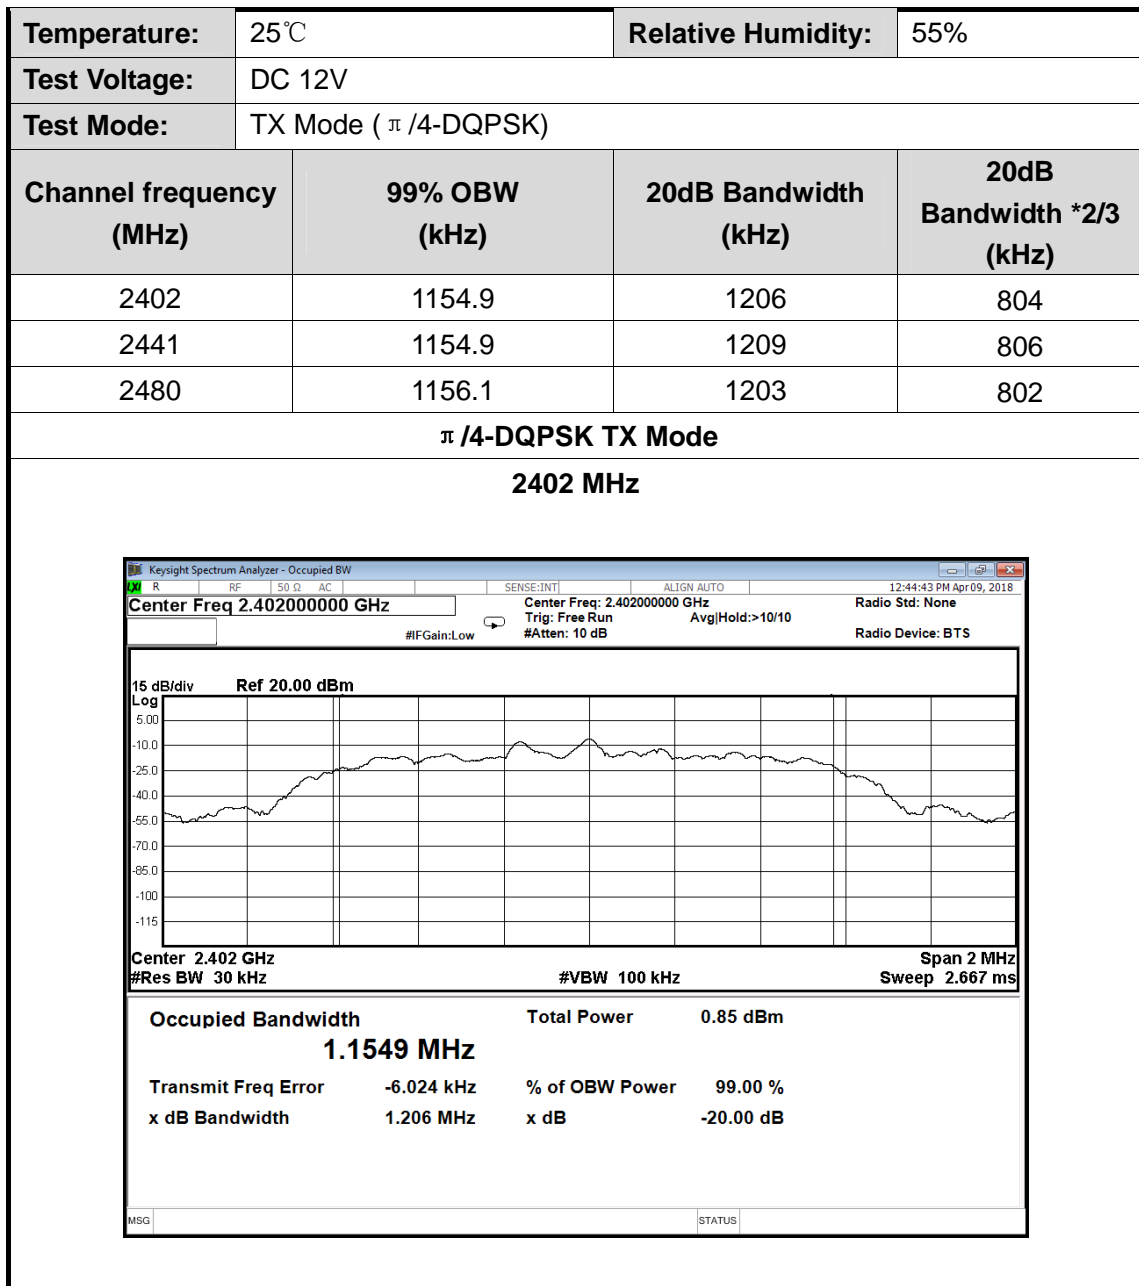 Temperature: 25℃ Relative Humidity: 55%
Test Voltage: DC 12V
Test Mode: TX Mode (π/4-DQPSK)
Channel frequency (MHz) 99% OBW (kHz) 20dB Bandwidth (kHz) 20dB Bandwidth *2/3 (kHz)
2402 1154.9 1206 804
2441 1154.9 1209 806
2480 1156.1 1203 802
π/4-DQPSK TX Mode
2402 MHz
Keysight Spectrum Analyzer - Occupied BW
LXI R RF 50 Ω AC SENSE:INT ALIGN AUTO 12:44:43 PM Apr 09, 2018
Center Freq 2.402000000 GHz Center Freq: 2.402000000 GHz Radio Std: None
Trig: Free Run Avg|Hold:>10/10
#IFGain:Low #Atten: 10 dB Radio Device: BTS
15 dB/div Ref 20.00 dBm
Log
5.00
-10.0
-25.0
-40.0
-55.0
-70.0
-85.0
-100
-115
Center 2.402 GHz Span 2 MHz
#Res BW 30 kHz #VBW 100 kHz Sweep 2.667 ms
Occupied Bandwidth Total Power 0.85 dBm
1.1549 MHz
Transmit Freq Error -6.024 kHz % of OBW Power 99.00 %
x dB Bandwidth 1.206 MHz x dB -20.00 dB
MSG STATUS